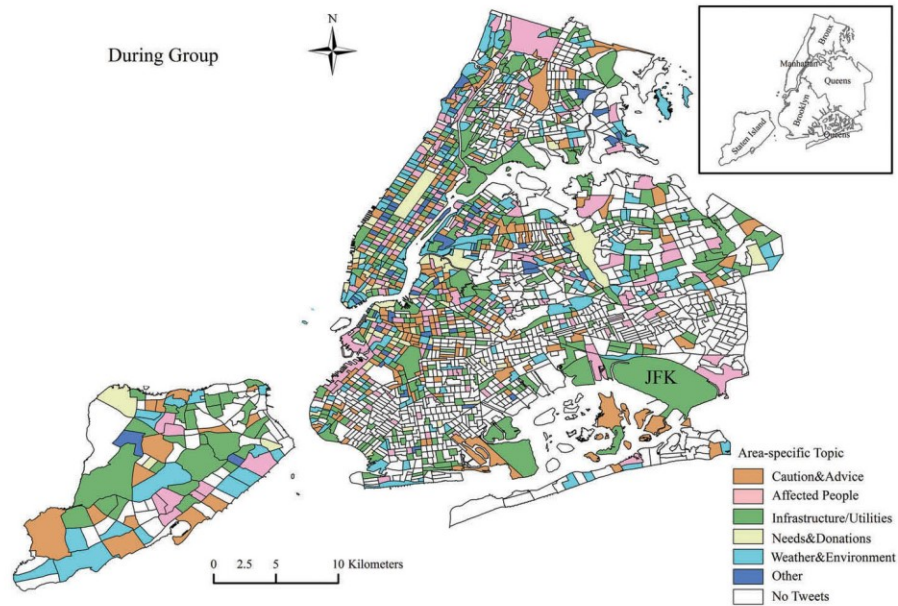 During Group
N
Bronx
Manhattan
Queens
Brooklyn
Queens
Staten Island
JFK
Area-specific Topic
Caution&Advice
Affected People
Infrastructure/Utilities
Needs&Donations
Weather&Environment
Other
No Tweets
0 2.5 5 10 Kilometers